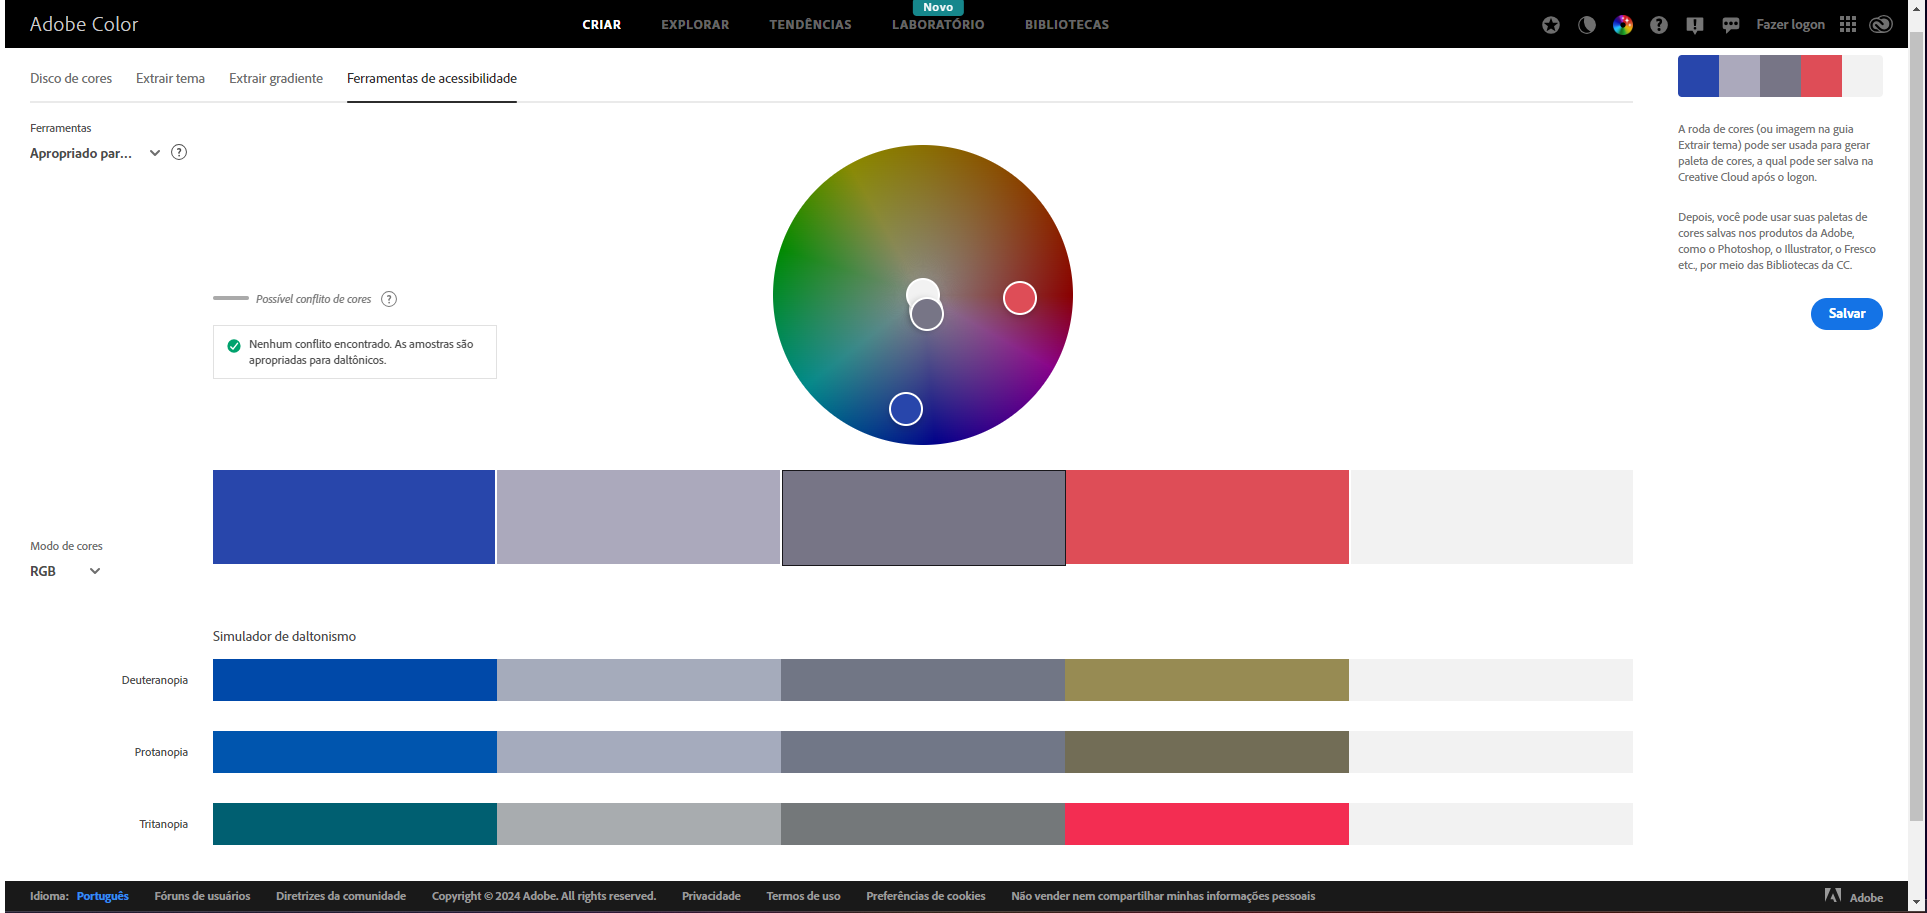 Adobe Color
CRIAR
EXPLORAR
TENDÊNCIAS
Novo
LABORATÓRIO
BIBLIOTECAS
Fazer logon
Disco de cores
Extrair tema
Extrair gradiente
Ferramentas de acessibilidade
Ferramentas
Apropriado par...
?
Possível conflito de cores
?
Nenhum conflito encontrado. As amostras são
apropriadas para daltônicos.
A roda de cores (ou imagem na guia
Extrair tema) pode ser usada para gerar
paleta de cores, a qual pode ser salva na
Creative Cloud após o logon.
Depois, você pode usar suas paletas de
cores salvas nos produtos da Adobe,
como o Photoshop, o Illustrator, o Fresco
etc., por meio das Bibliotecas da CC.
Salvar
Modo de cores
RGB
Simulador de daltonismo
Deuteranopia
Protanopia
Tritanopia
Idioma: Português
Fóruns de usuários
Diretrizes da comunidade
Copyright © 2024 Adobe. All rights reserved.
Privacidade
Termos de uso
Preferências de cookies
Não vender nem compartilhar minhas informações pessoais
Adobe